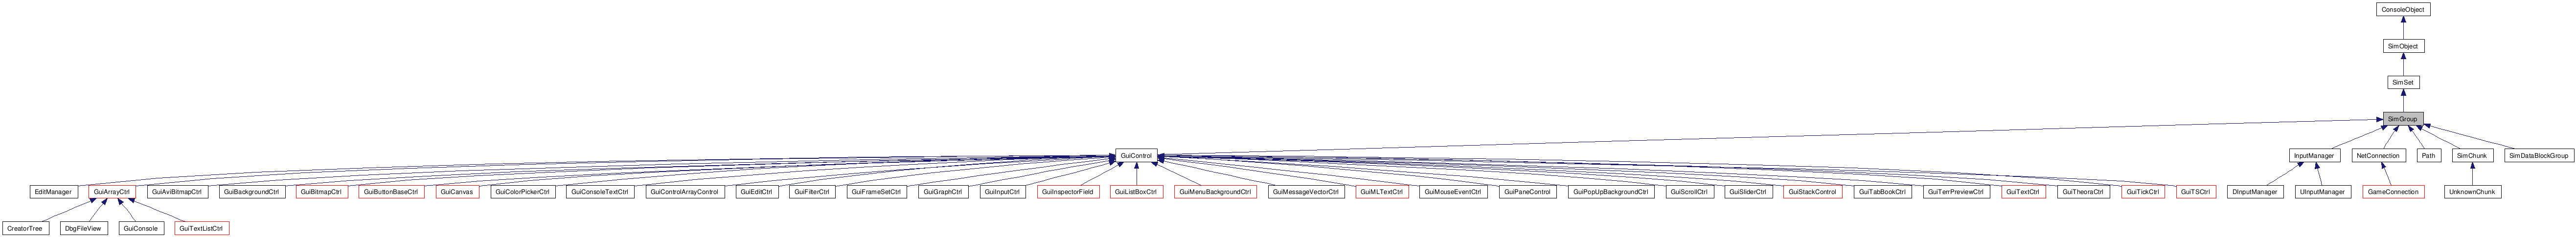 ConsoleObject
SimObject
SimSet
SimGroup
GuiControl
InputManager
NetConnection
Path
SimChunk
SimDataBlockGroup
EditManager
GuiArrayCtrl
GuiAviBitmapCtrl
GuiBackgroundCtrl
GuiBitmapCtrl
GuiButtonBaseCtrl
GuiCanvas
GuiColorPickerCtrl
GuiConsoleTextCtrl
GuiControlArrayControl
GuiEditCtrl
GuiFilterCtrl
GuiFrameSetCtrl
GuiGraphCtrl
GuiInputCtrl
GuiInspectorField
GuiListBoxCtrl
GuiMenuBackgroundCtrl
GuiMessageVectorCtrl
GuiMLTextCtrl
GuiMouseEventCtrl
GuiPaneControl
GuiPopUpBackgroundCtrl
GuiScrollCtrl
GuiSliderCtrl
GuiStackControl
GuiTabBookCtrl
GuiTerrPreviewCtrl
GuiTextCtrl
GuiTheoraCtrl
GuiTickCtrl
GuiTSCtrl
DInputManager
UInputManager
GameConnection
UnknownChunk
CreatorTree
DbgFileView
GuiConsole
GuiTextListCtrl